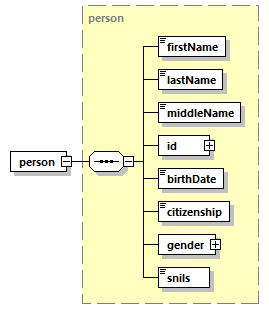 person
firstName
lastName
middleName
id
birthDate
person
citizenship
gender
snils